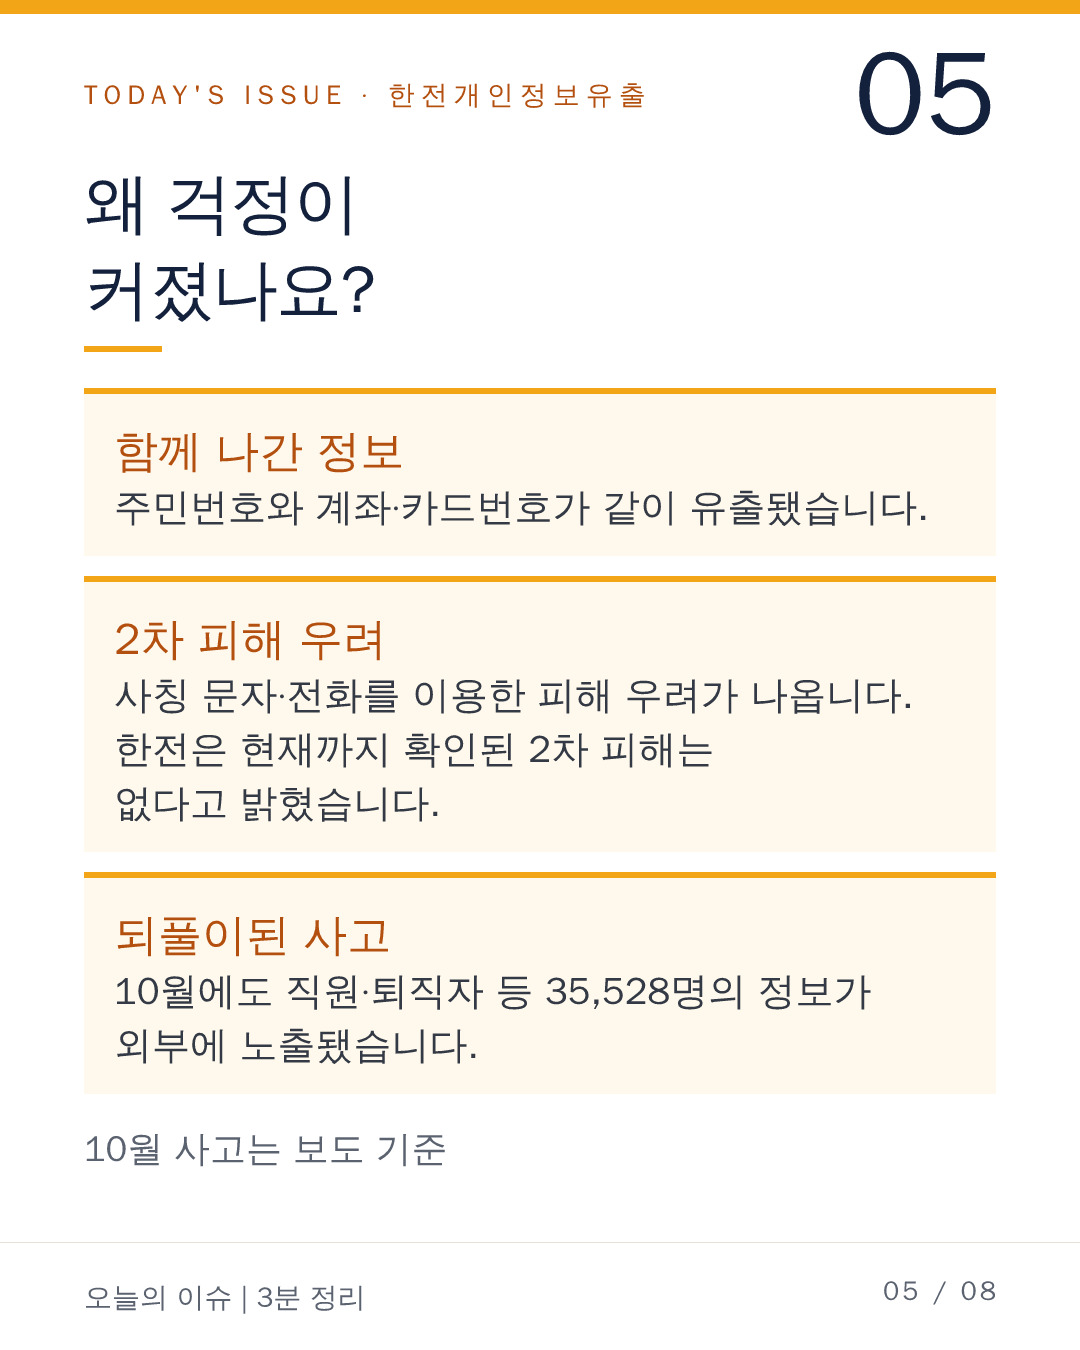 TODAY'S ISSUE · 한전개인정보유출
05
왜 걱정이
커졌나요?
함께 나간 정보
주민번호와 계좌·카드번호가 같이 유출됐습니다.
2차 피해 우려
사칭 문자·전화를 이용한 피해 우려가 나옵니다.
한전은 현재까지 확인된 2차 피해는
없다고 밝혔습니다.
되풀이된 사고
10월에도 직원·퇴직자 등 35,528명의 정보가
외부에 노출됐습니다.
10월 사고는 보도 기준
오늘의 이슈 | 3분 정리
05 / 08